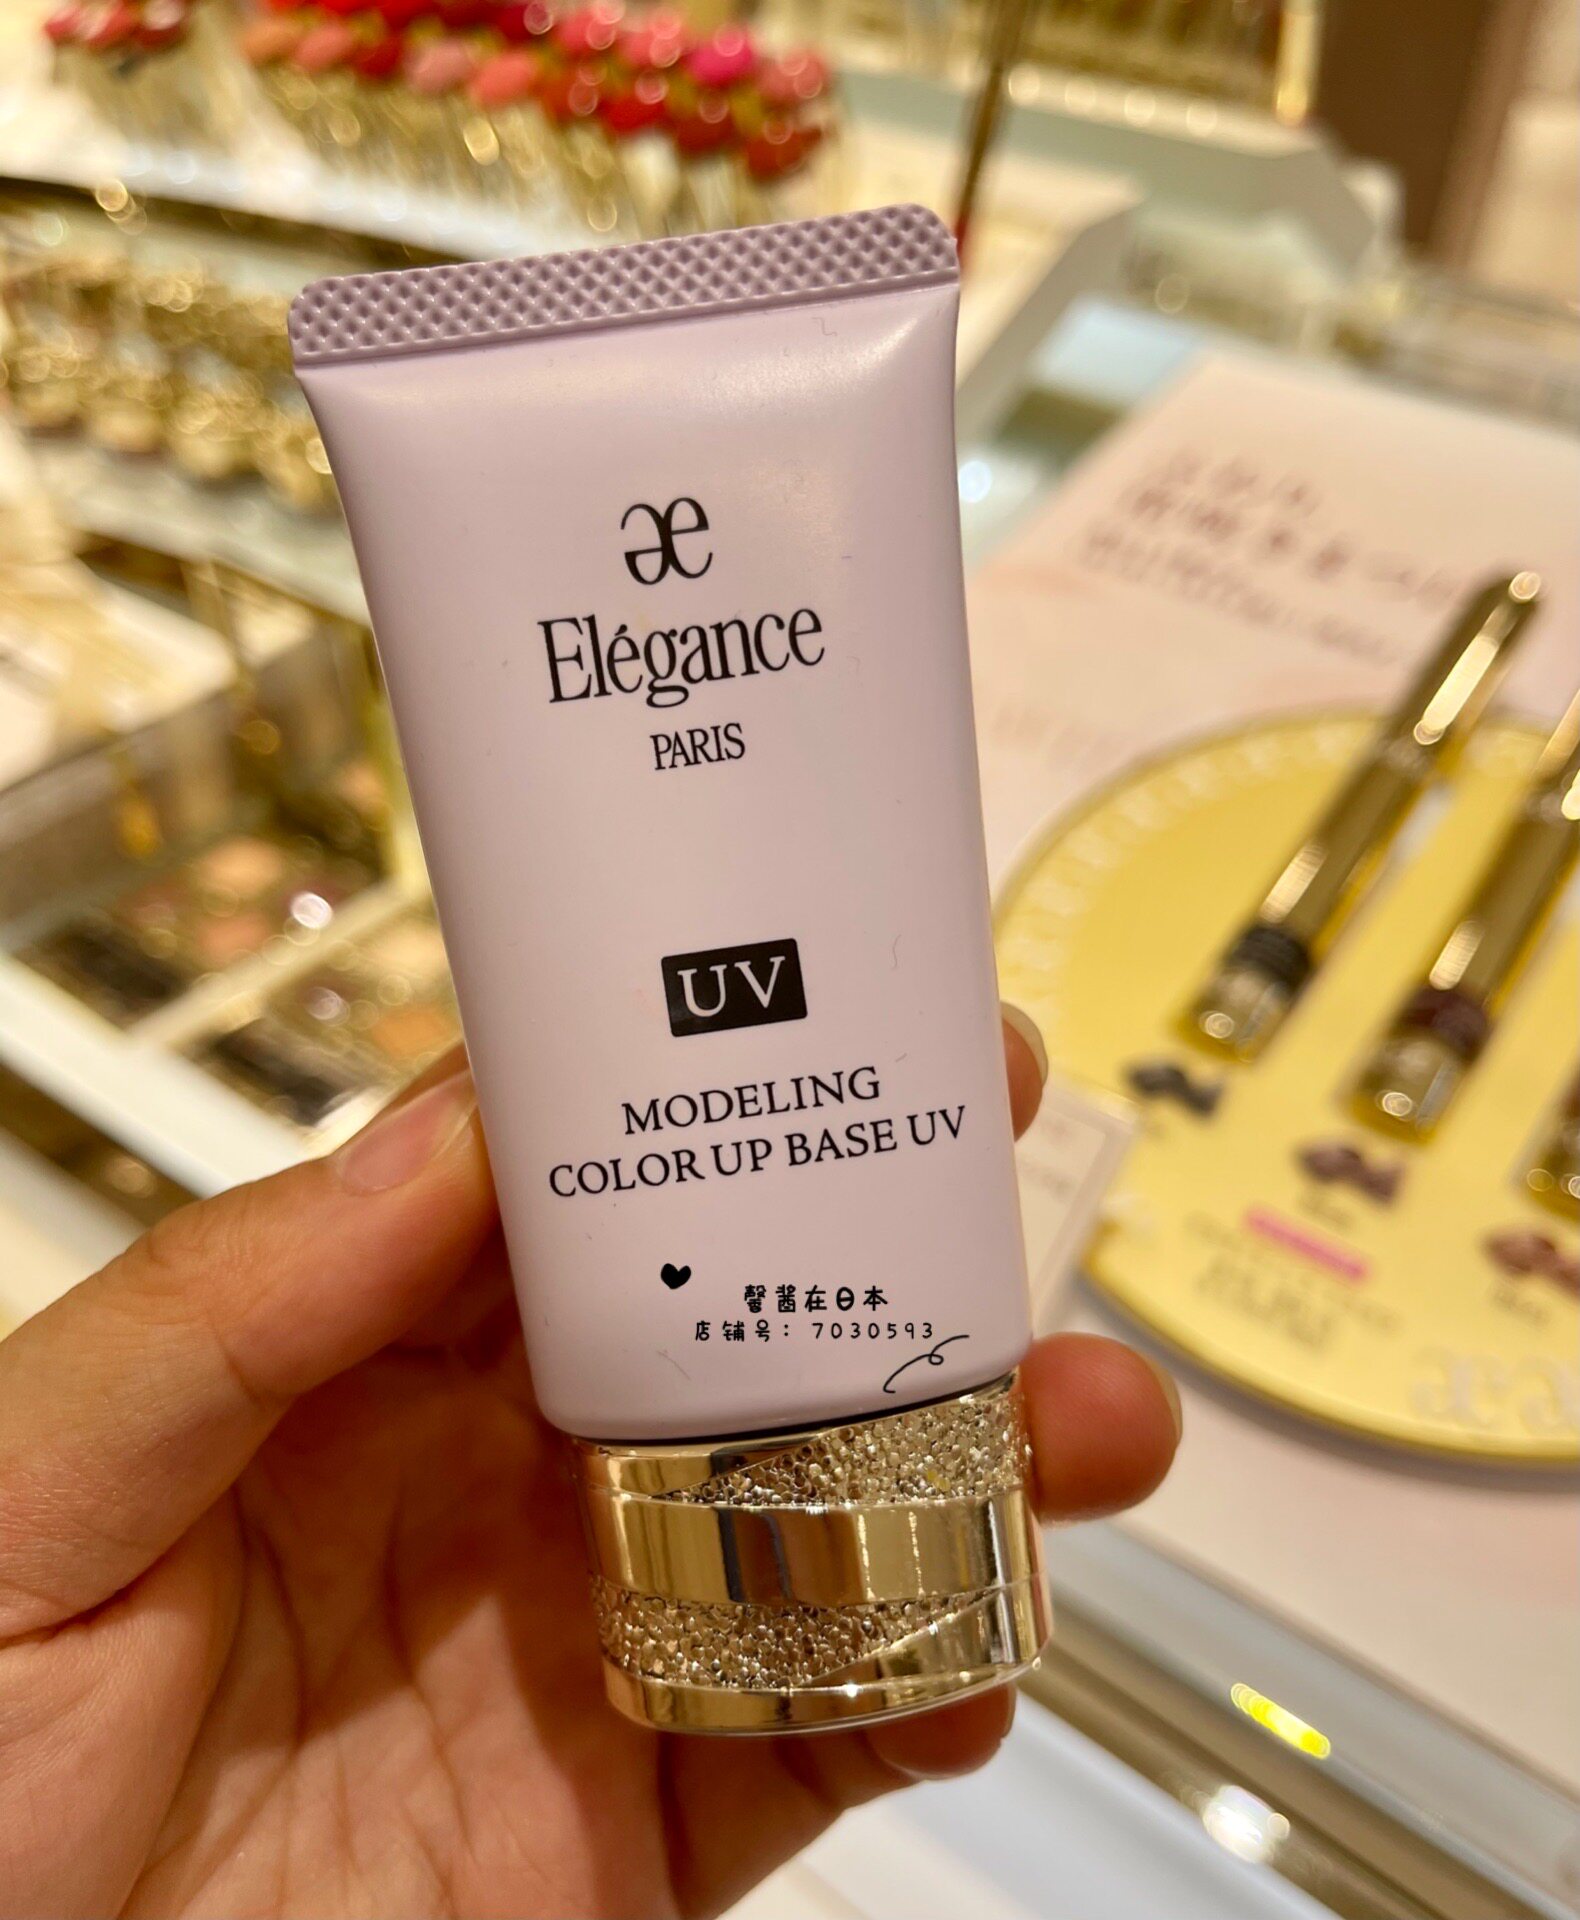 æ
Elégance
PARIS
UV
MODELING
COLOR UP BASE UV
馨酱在日本
店铺号：7030593